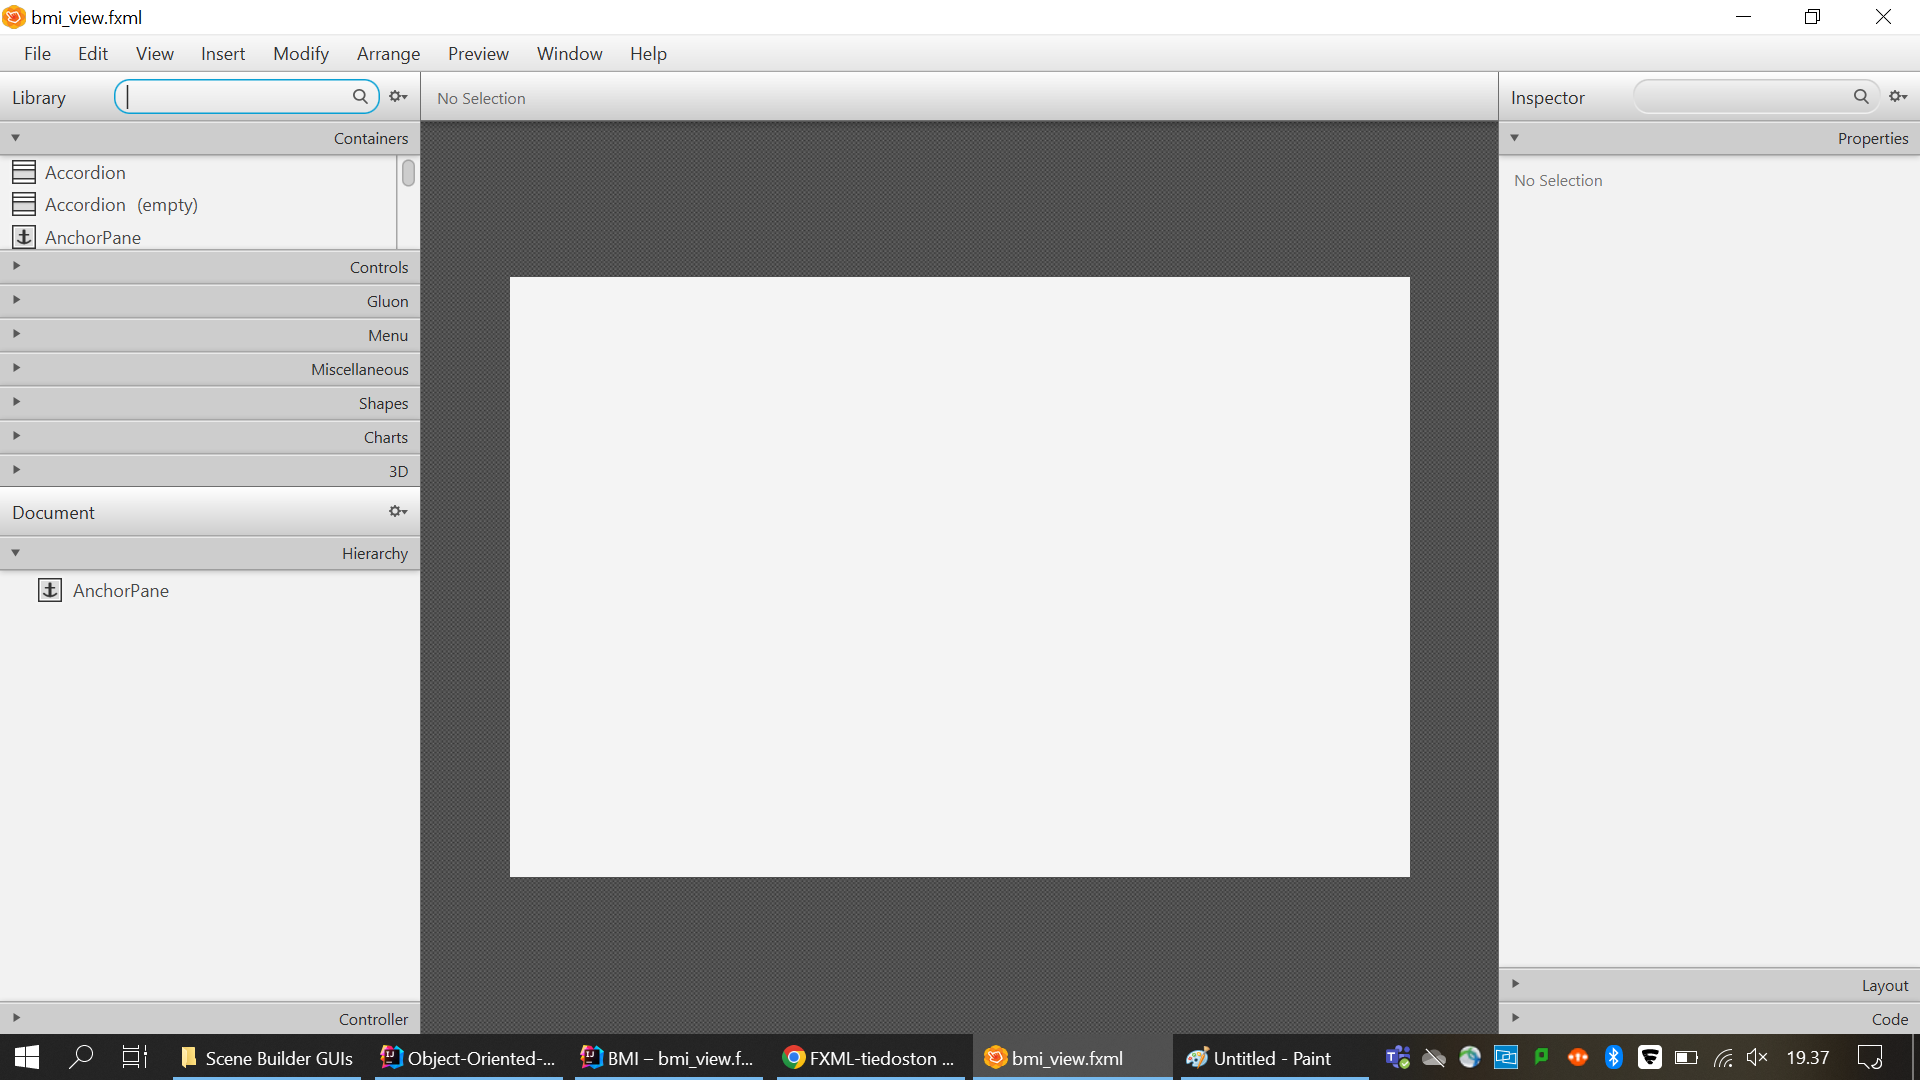 bmi_view.fxml
File Edit View Insert Modify Arrange Preview Window Help
Library
No Selection
Inspector
Containers
Accordion
Accordion (empty)
AnchorPane
Controls
Gluon
Menu
Miscellaneous
Shapes
Charts
3D
Document
Hierarchy
AnchorPane
Controller
Properties
No Selection
Layout
Code
Scene Builder GUIs
Object-Oriented-...
BMI – bmi_view.f...
FXML-tiedoston ...
bmi_view.fxml
Untitled - Paint
19.37